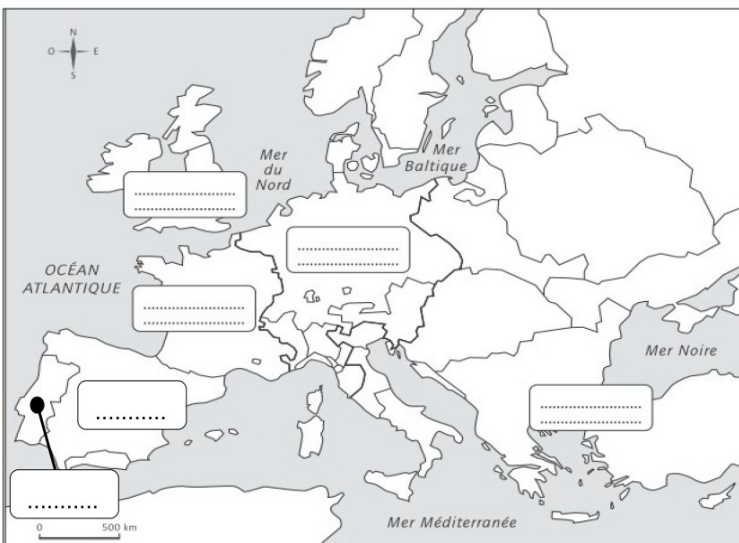 N
O E
S
Mer
du
Nord
Mer
Baltique
OCÉAN
ATLANTIQUE
Mer Noire
Mer Méditerranée
0 500 km